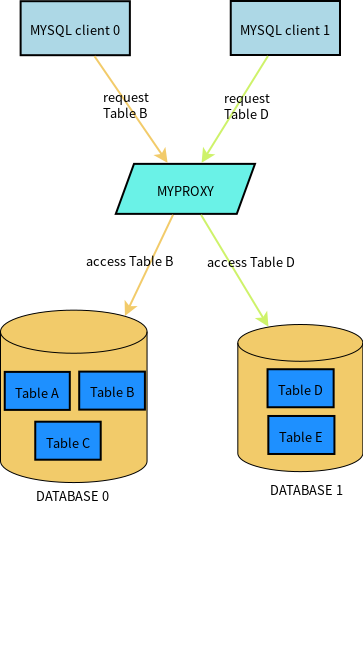 MYSQL client 0
MYSQL client 1
request
Table B
request
Table D
MYPROXY
access Table B
access Table D
Table A
Table B
Table C
Table D
Table E
DATABASE 0
DATABASE 1